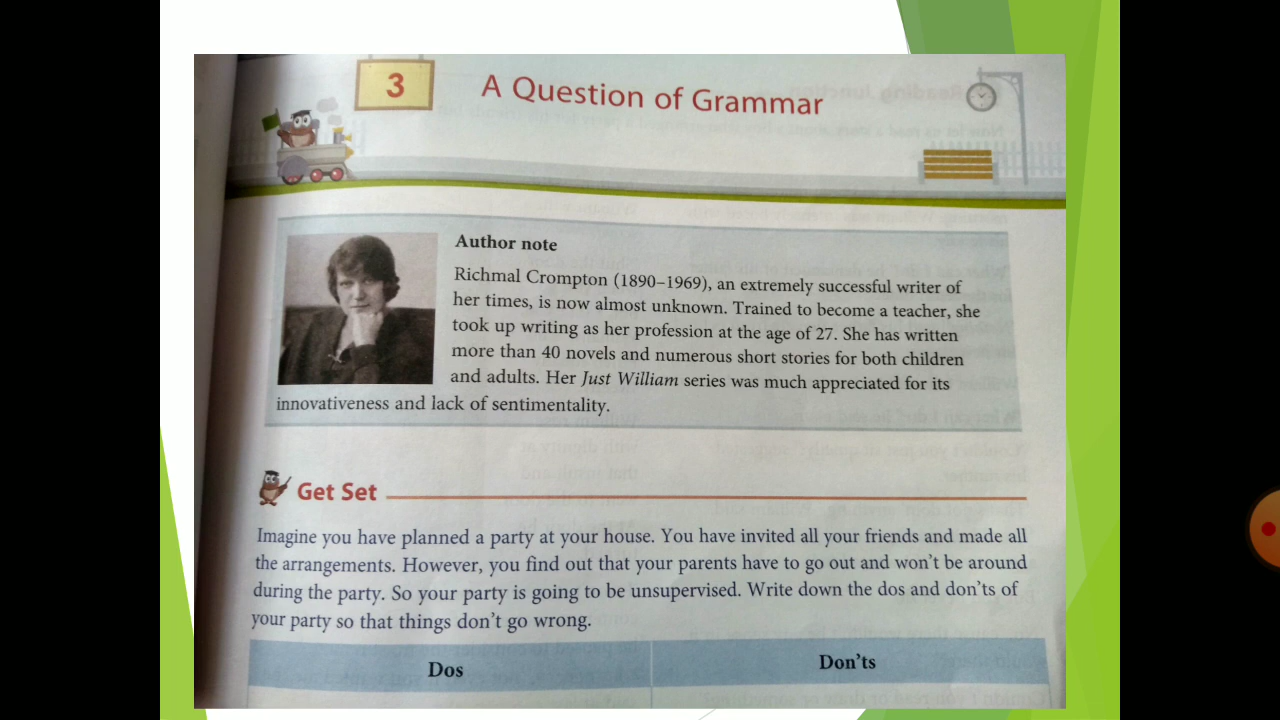 3
A Question of Grammar
Author note
Richmal Crompton (1890–1969), an extremely successful writer of
her times, is now almost unknown. Trained to become a teacher, she
took up writing as her profession at the age of 27. She has written
more than 40 novels and numerous short stories for both children
and adults. Her Just William series was much appreciated for its
innovativeness and lack of sentimentality.
Get Set
Imagine you have planned a party at your house. You have invited all your friends and made all
the arrangements. However, you find out that your parents have to go out and won't be around
during the party. So your party is going to be unsupervised. Write down the dos and don'ts of
your party so that things don't go wrong.
Dos
Don'ts